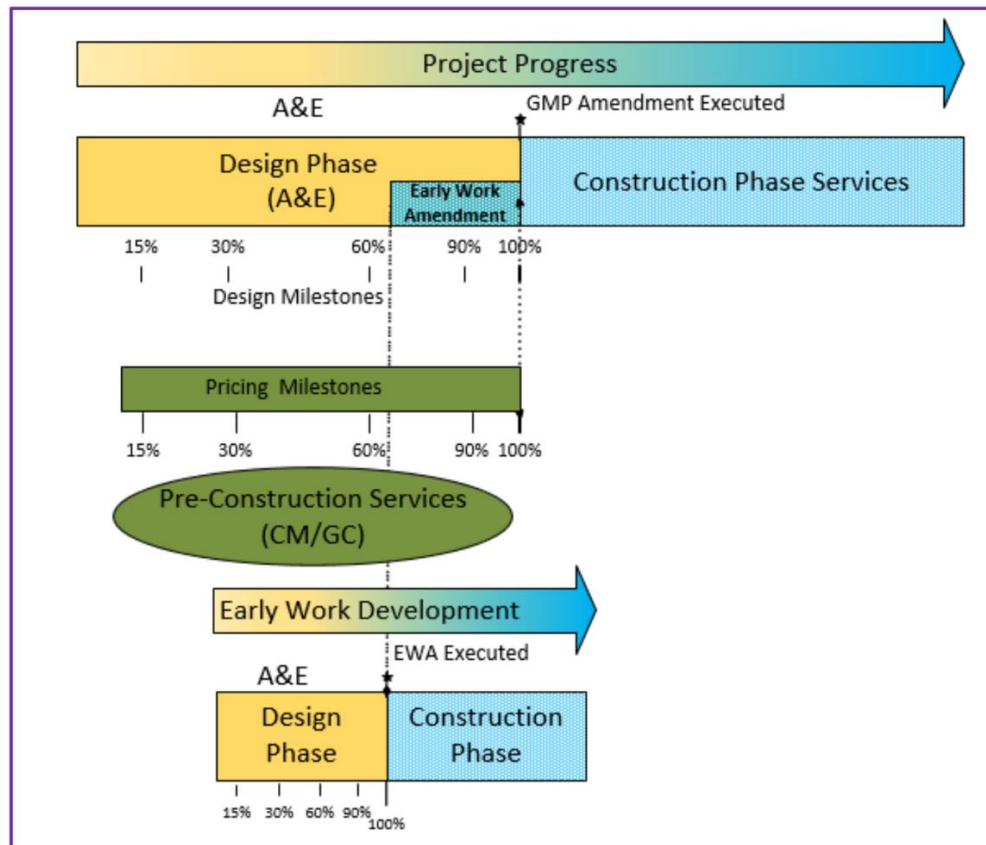 Project Progress
A&E
GMP Amendment Executed
Design Phase
(A&E)
Early Work
Amendment
Construction Phase Services
15% 30% 60% 90% 100%
Design Milestones
Pricing Milestones
15% 30% 60% 90% 100%
Pre-Construction Services
(CM/GC)
Early Work Development
EWA Executed
A&E
Design
Phase
Construction
Phase
15% 30% 60% 90%
100%